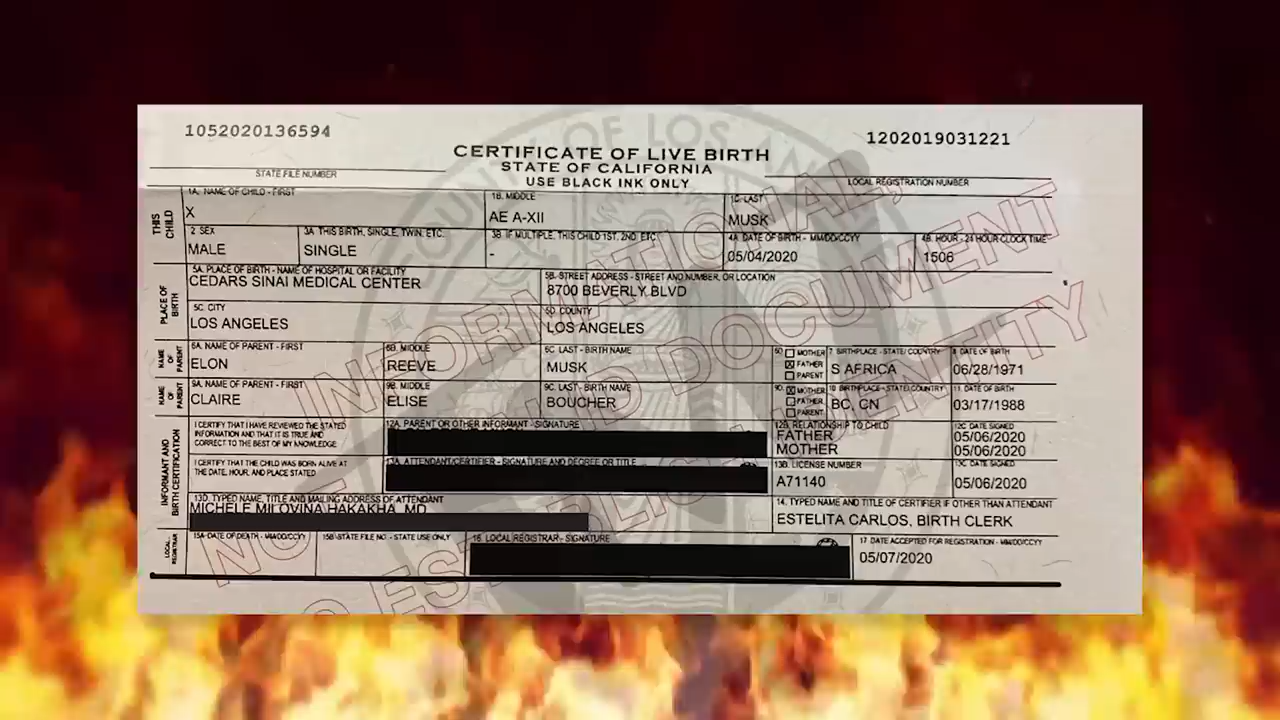 1052020136594
1202019031221
CERTIFICATE OF LIVE BIRTH
STATE OF CALIFORNIA
USE BLACK INK ONLY
STATE FILE NUMBER
LOCAL REGISTRATION NUMBER
THIS CHILD
1A. NAME OF CHILD - FIRST
X
1B. MIDDLE
AE A-XII
1C. LAST
MUSK
2 SEX
MALE
3A THIS BIRTH, SINGLE, TWIN, ETC.
SINGLE
3B. IF MULTIPLE, THIS CHILD 1ST, 2ND, ETC
-
4A DATE OF BIRTH - MM/DD/CCYY
05/04/2020
4B. HOUR - 24 HOUR CLOCK TIME
1506
PLACE OF BIRTH
5A. PLACE OF BIRTH - NAME OF HOSPITAL OR FACILITY
CEDARS SINAI MEDICAL CENTER
5B. STREET ADDRESS - STREET AND NUMBER, OR LOCATION
8700 BEVERLY BLVD
5C. CITY
LOS ANGELES
5D. COUNTY
LOS ANGELES
NAME OF PARENT
6A. NAME OF PARENT - FIRST
ELON
6B. MIDDLE
REEVE
6C. LAST - BIRTH NAME
MUSK
6D.
MOTHER
FATHER
PARENT
7 BIRTHPLACE - STATE/COUNTRY
S AFRICA
8 DATE OF BIRTH
06/28/1971
NAME OF PARENT
9A. NAME OF PARENT - FIRST
CLAIRE
9B. MIDDLE
ELISE
9C. LAST - BIRTH NAME
BOUCHER
9D.
MOTHER
FATHER
PARENT
10 BIRTHPLACE - STATE/COUNTRY
BC, CN
11. DATE OF BIRTH
03/17/1988
INFORMANT AND BIRTH CERTIFICATION
I CERTIFY THAT I HAVE REVIEWED THE STATED
INFORMATION AND THAT IT IS TRUE AND
CORRECT TO THE BEST OF MY KNOWLEDGE
12A. PARENT OR OTHER INFORMANT - SIGNATURE
12B. RELATIONSHIP TO CHILD
FATHER
MOTHER
12C DATE SIGNED
05/06/2020
05/06/2020
I CERTIFY THAT THE CHILD WAS BORN ALIVE AT
THE DATE, HOUR, AND PLACE STATED
13A. ATTENDANT/CERTIFIER - SIGNATURE AND DEGREE OR TITLE
13B. LICENSE NUMBER
A71140
13C. DATE SIGNED
05/06/2020
13D. TYPED NAME, TITLE AND MAILING ADDRESS OF ATTENDANT
MICHELE MILOVINA HAKAKHA, MD
14. TYPED NAME AND TITLE OF CERTIFIER IF OTHER THAN ATTENDANT
ESTELITA CARLOS, BIRTH CLERK
LOCAL REGISTRAR
15A DATE OF DEATH - MM/DD/CCYY
15B STATE FILE NO. - STATE USE ONLY
16. LOCAL REGISTRAR - SIGNATURE
17 DATE ACCEPTED FOR REGISTRATION - MM/DD/CCYY
05/07/2020
COUNTY OF LOS
INFORMATIONAL,
DOCUMENT
IDENTITY